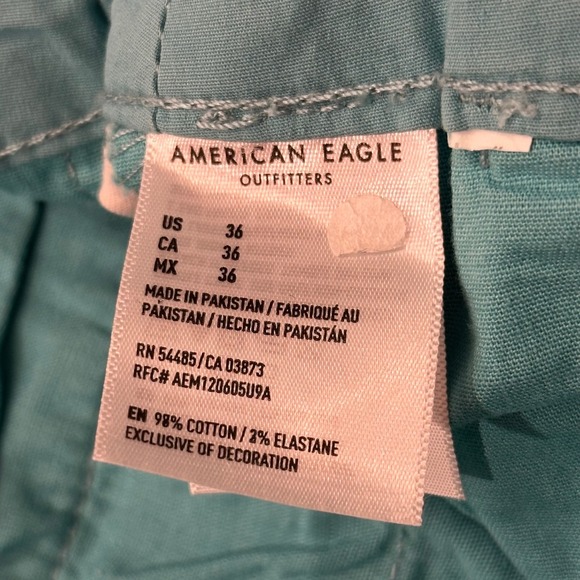 AMERICAN EAGLE
OUTFITTERS
US 36
CA 36
MX 36
MADE IN PAKISTAN / FABRIQUÉ AU
PAKISTAN / HECHO EN PAKISTÁN
RN 54485/CA 03873
RFC# AEM120605U9A
EN 98% COTTON / 2% ELASTANE
EXCLUSIVE OF DECORATION